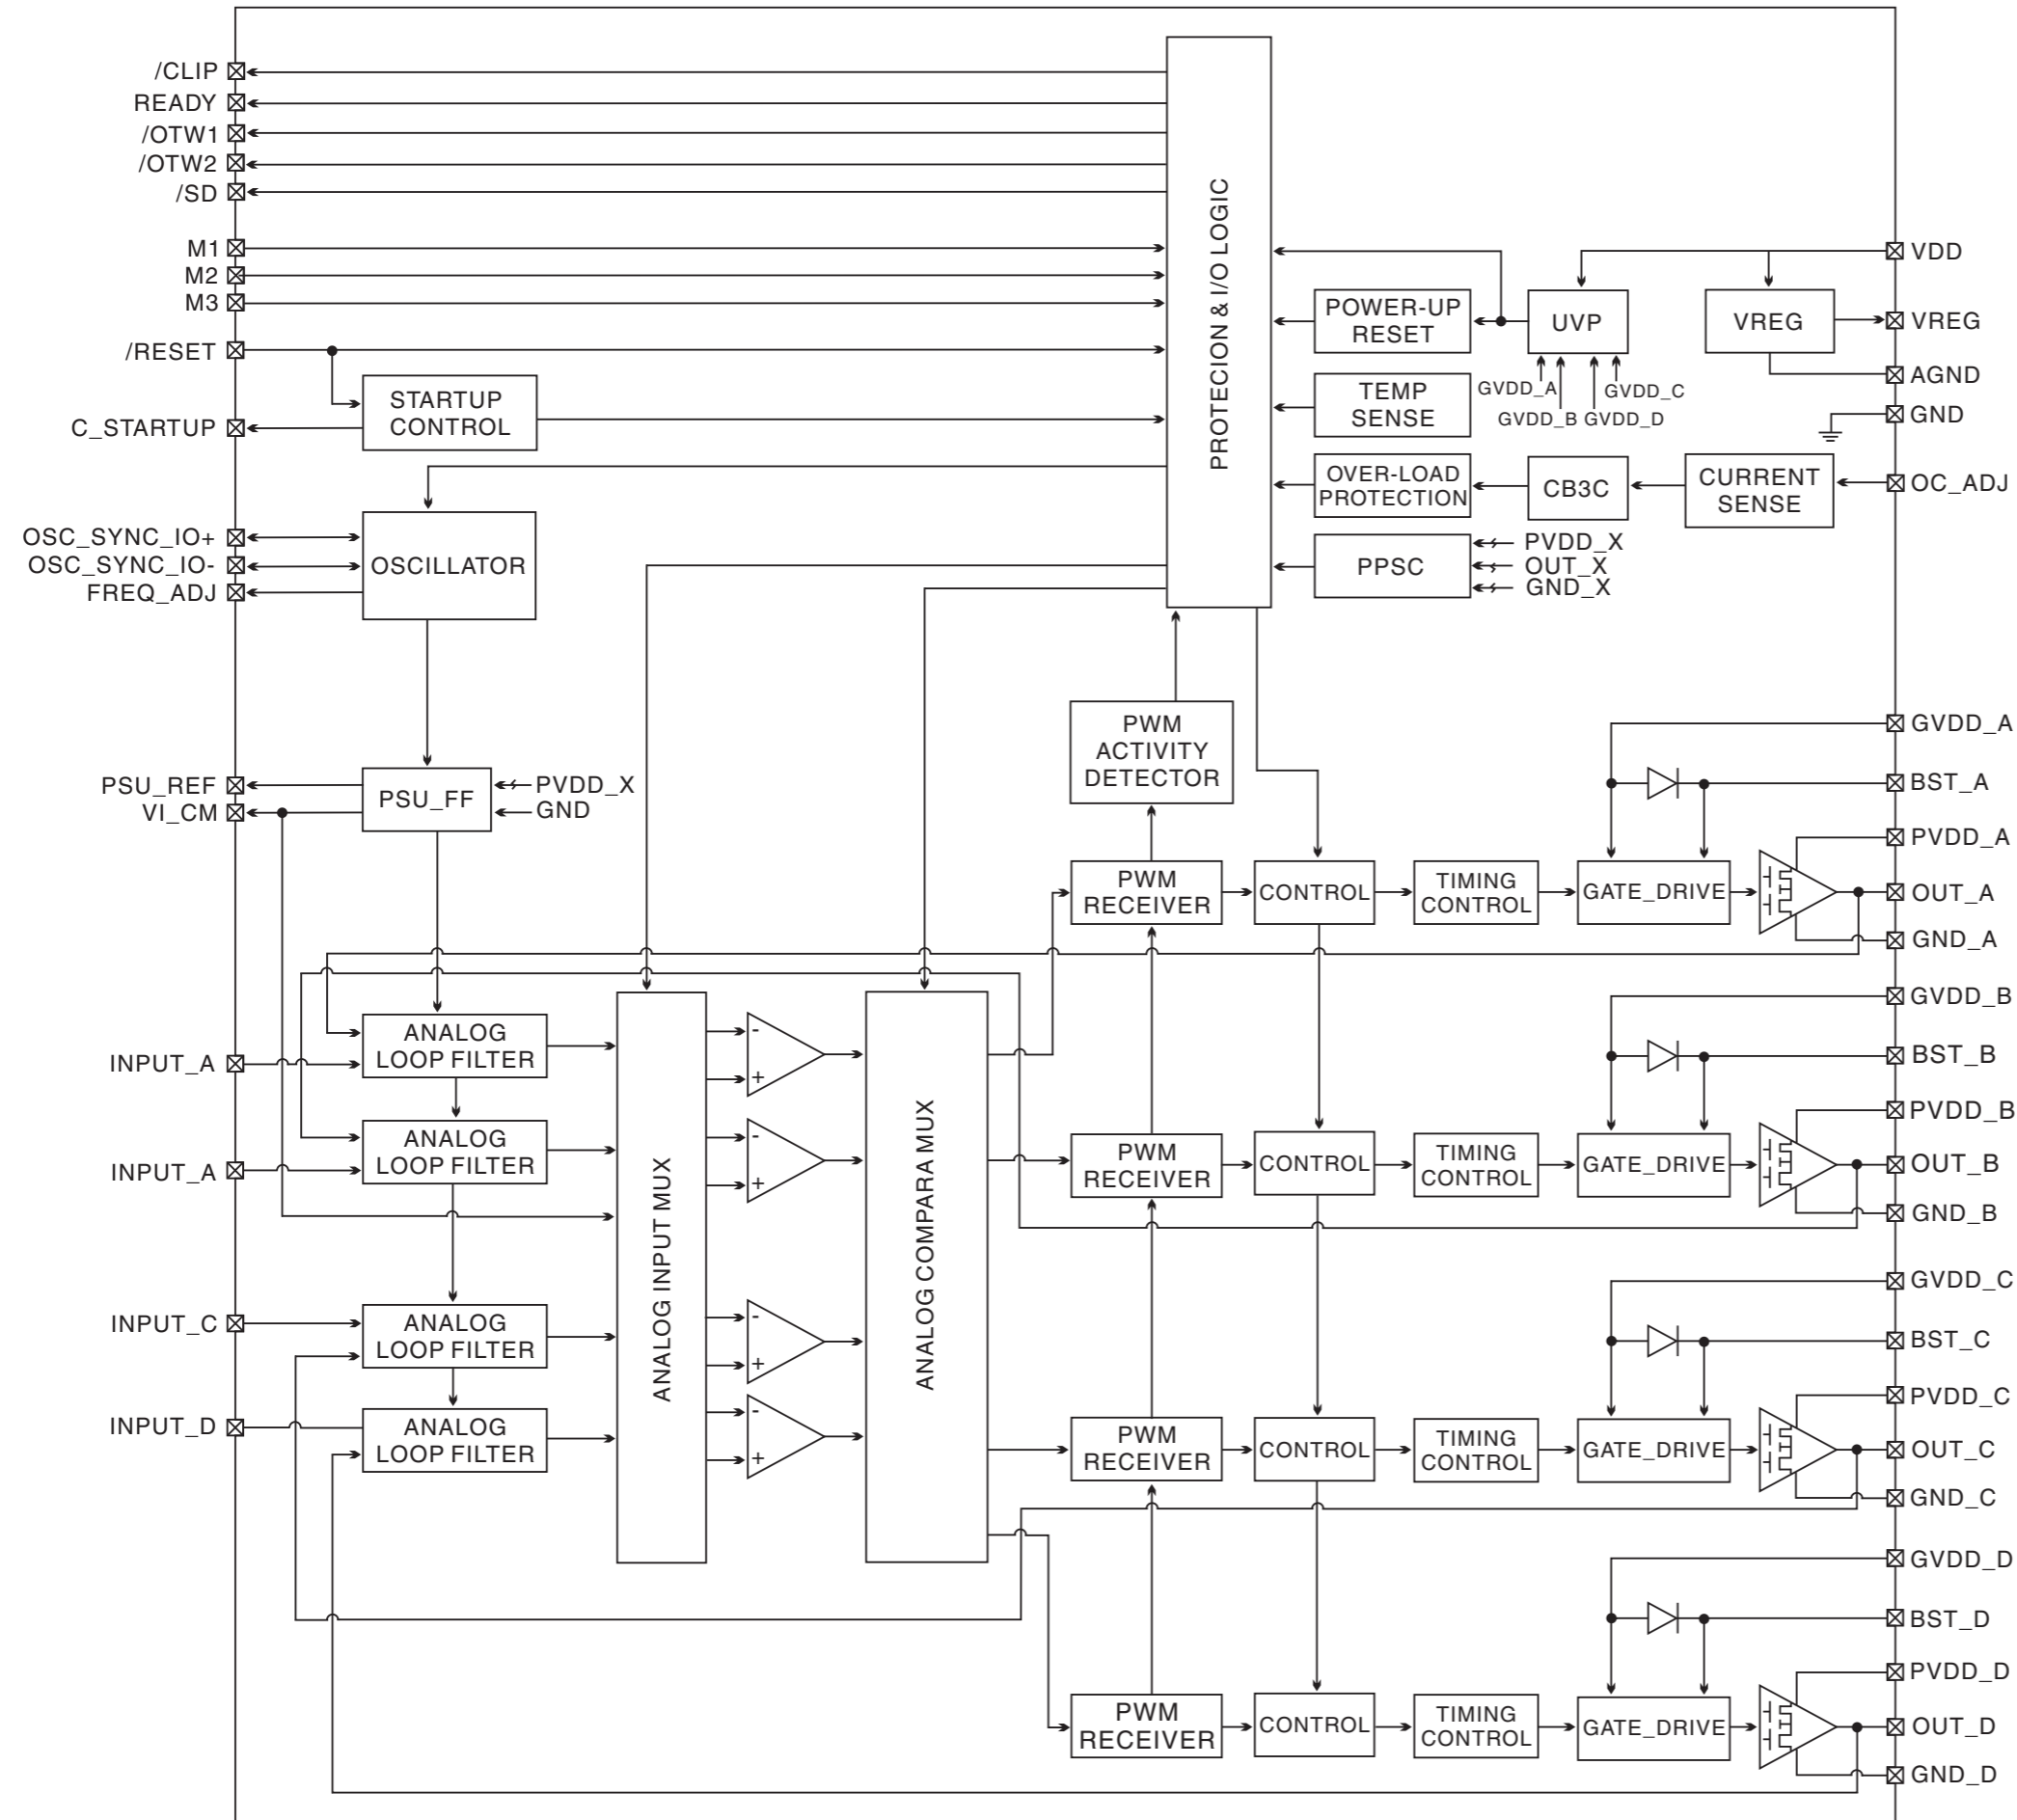 /CLIP
READY
/OTW1
/OTW2
/SD
M1
M2
M3
/RESET
C_STARTUP
OSC_SYNC_IO+
OSC_SYNC_IO-
FREQ_ADJ
PSU_REF
VI_CM
INPUT_A
INPUT_A
INPUT_C
INPUT_D
STARTUP
CONTROL
OSCILLATOR
PSU_FF
PVDD_X
GND
ANALOG
LOOP FILTER
ANALOG
LOOP FILTER
ANALOG
LOOP FILTER
ANALOG
LOOP FILTER
ANALOG INPUT MUX
-
+
-
+
-
+
-
+
ANALOG COMPARA MUX
PROTECION & I/O LOGIC
POWER-UP
RESET
UVP
VREG
GVDD_A
GVDD_C
GVDD_B
GVDD_D
TEMP
SENSE
OVER-LOAD
PROTECTION
CB3C
CURRENT
SENSE
PPSC
PVDD_X
OUT_X
GND_X
PWM
ACTIVITY
DETECTOR
PWM
RECEIVER
CONTROL
TIMING
CONTROL
GATE_DRIVE
PWM
RECEIVER
CONTROL
TIMING
CONTROL
GATE_DRIVE
PWM
RECEIVER
CONTROL
TIMING
CONTROL
GATE_DRIVE
PWM
RECEIVER
CONTROL
TIMING
CONTROL
GATE_DRIVE
VDD
VREG
AGND
GND
OC_ADJ
GVDD_A
BST_A
PVDD_A
OUT_A
GND_A
GVDD_B
BST_B
PVDD_B
OUT_B
GND_B
GVDD_C
BST_C
PVDD_C
OUT_C
GND_C
GVDD_D
BST_D
PVDD_D
OUT_D
GND_D